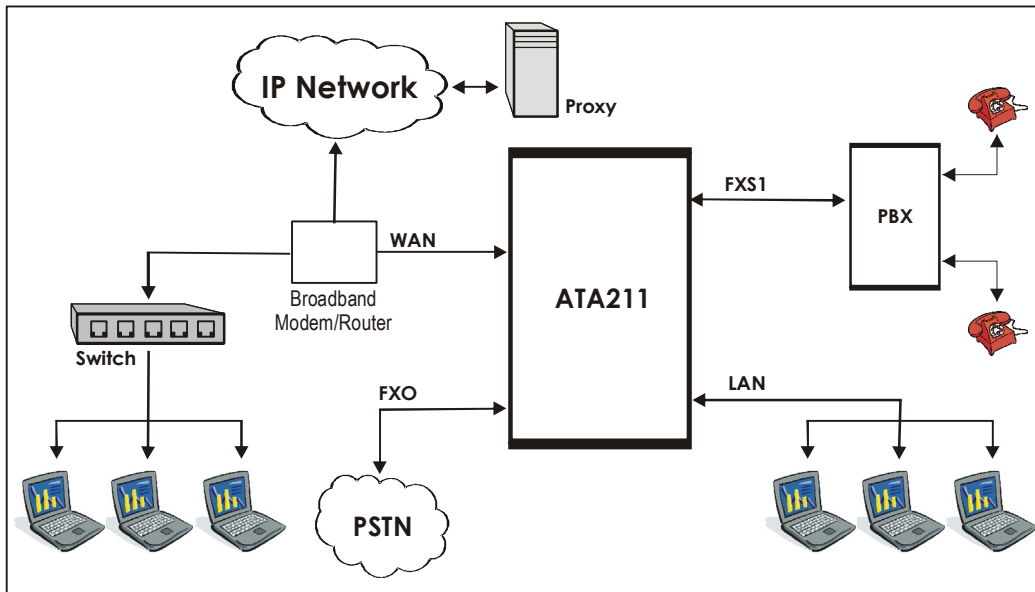 IP Network
Proxy
FXS1
PBX
WAN
ATA211
Broadband
Modem/Router
Switch
FXO
LAN
PSTN